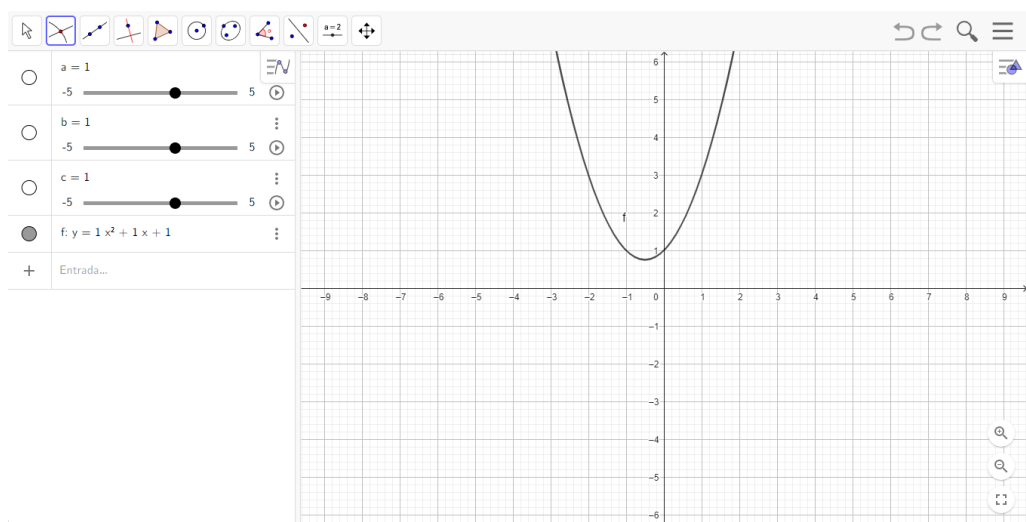 a=2
a = 1
-5 5
b = 1
-5 5
c = 1
-5 5
f: y = 1 x² + 1 x + 1
Entrada...
6
5
4
3
f
2
1
−9 −8 −7 −6 −5 −4 −3 −2 −1 0 1 2 3 4 5 6 7 8 9
−1
−2
−3
−4
−5
−6